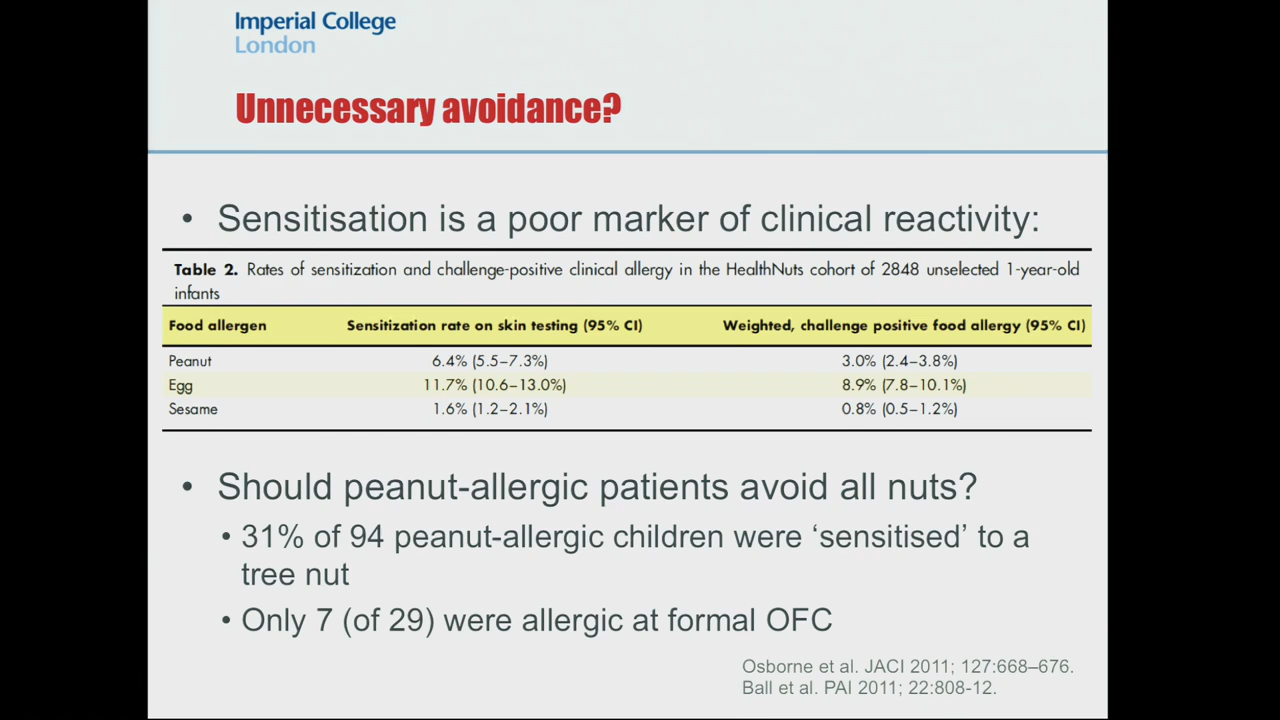 Imperial College
London
Unnecessary avoidance?
• Sensitisation is a poor marker of clinical reactivity:
Table 2. Rates of sensitization and challenge-positive clinical allergy in the HealthNuts cohort of 2848 unselected 1-year-old
infants
Food allergen Sensitization rate on skin testing (95% CI) Weighted, challenge positive food allergy (95% CI)
Peanut 6.4% (5.5–7.3%) 3.0% (2.4–3.8%)
Egg 11.7% (10.6–13.0%) 8.9% (7.8–10.1%)
Sesame 1.6% (1.2–2.1%) 0.8% (0.5–1.2%)
• Should peanut-allergic patients avoid all nuts?
• 31% of 94 peanut-allergic children were ‘sensitised’ to a
tree nut
• Only 7 (of 29) were allergic at formal OFC
Osborne et al. JACI 2011; 127:668–676.
Ball et al. PAI 2011; 22:808-12.